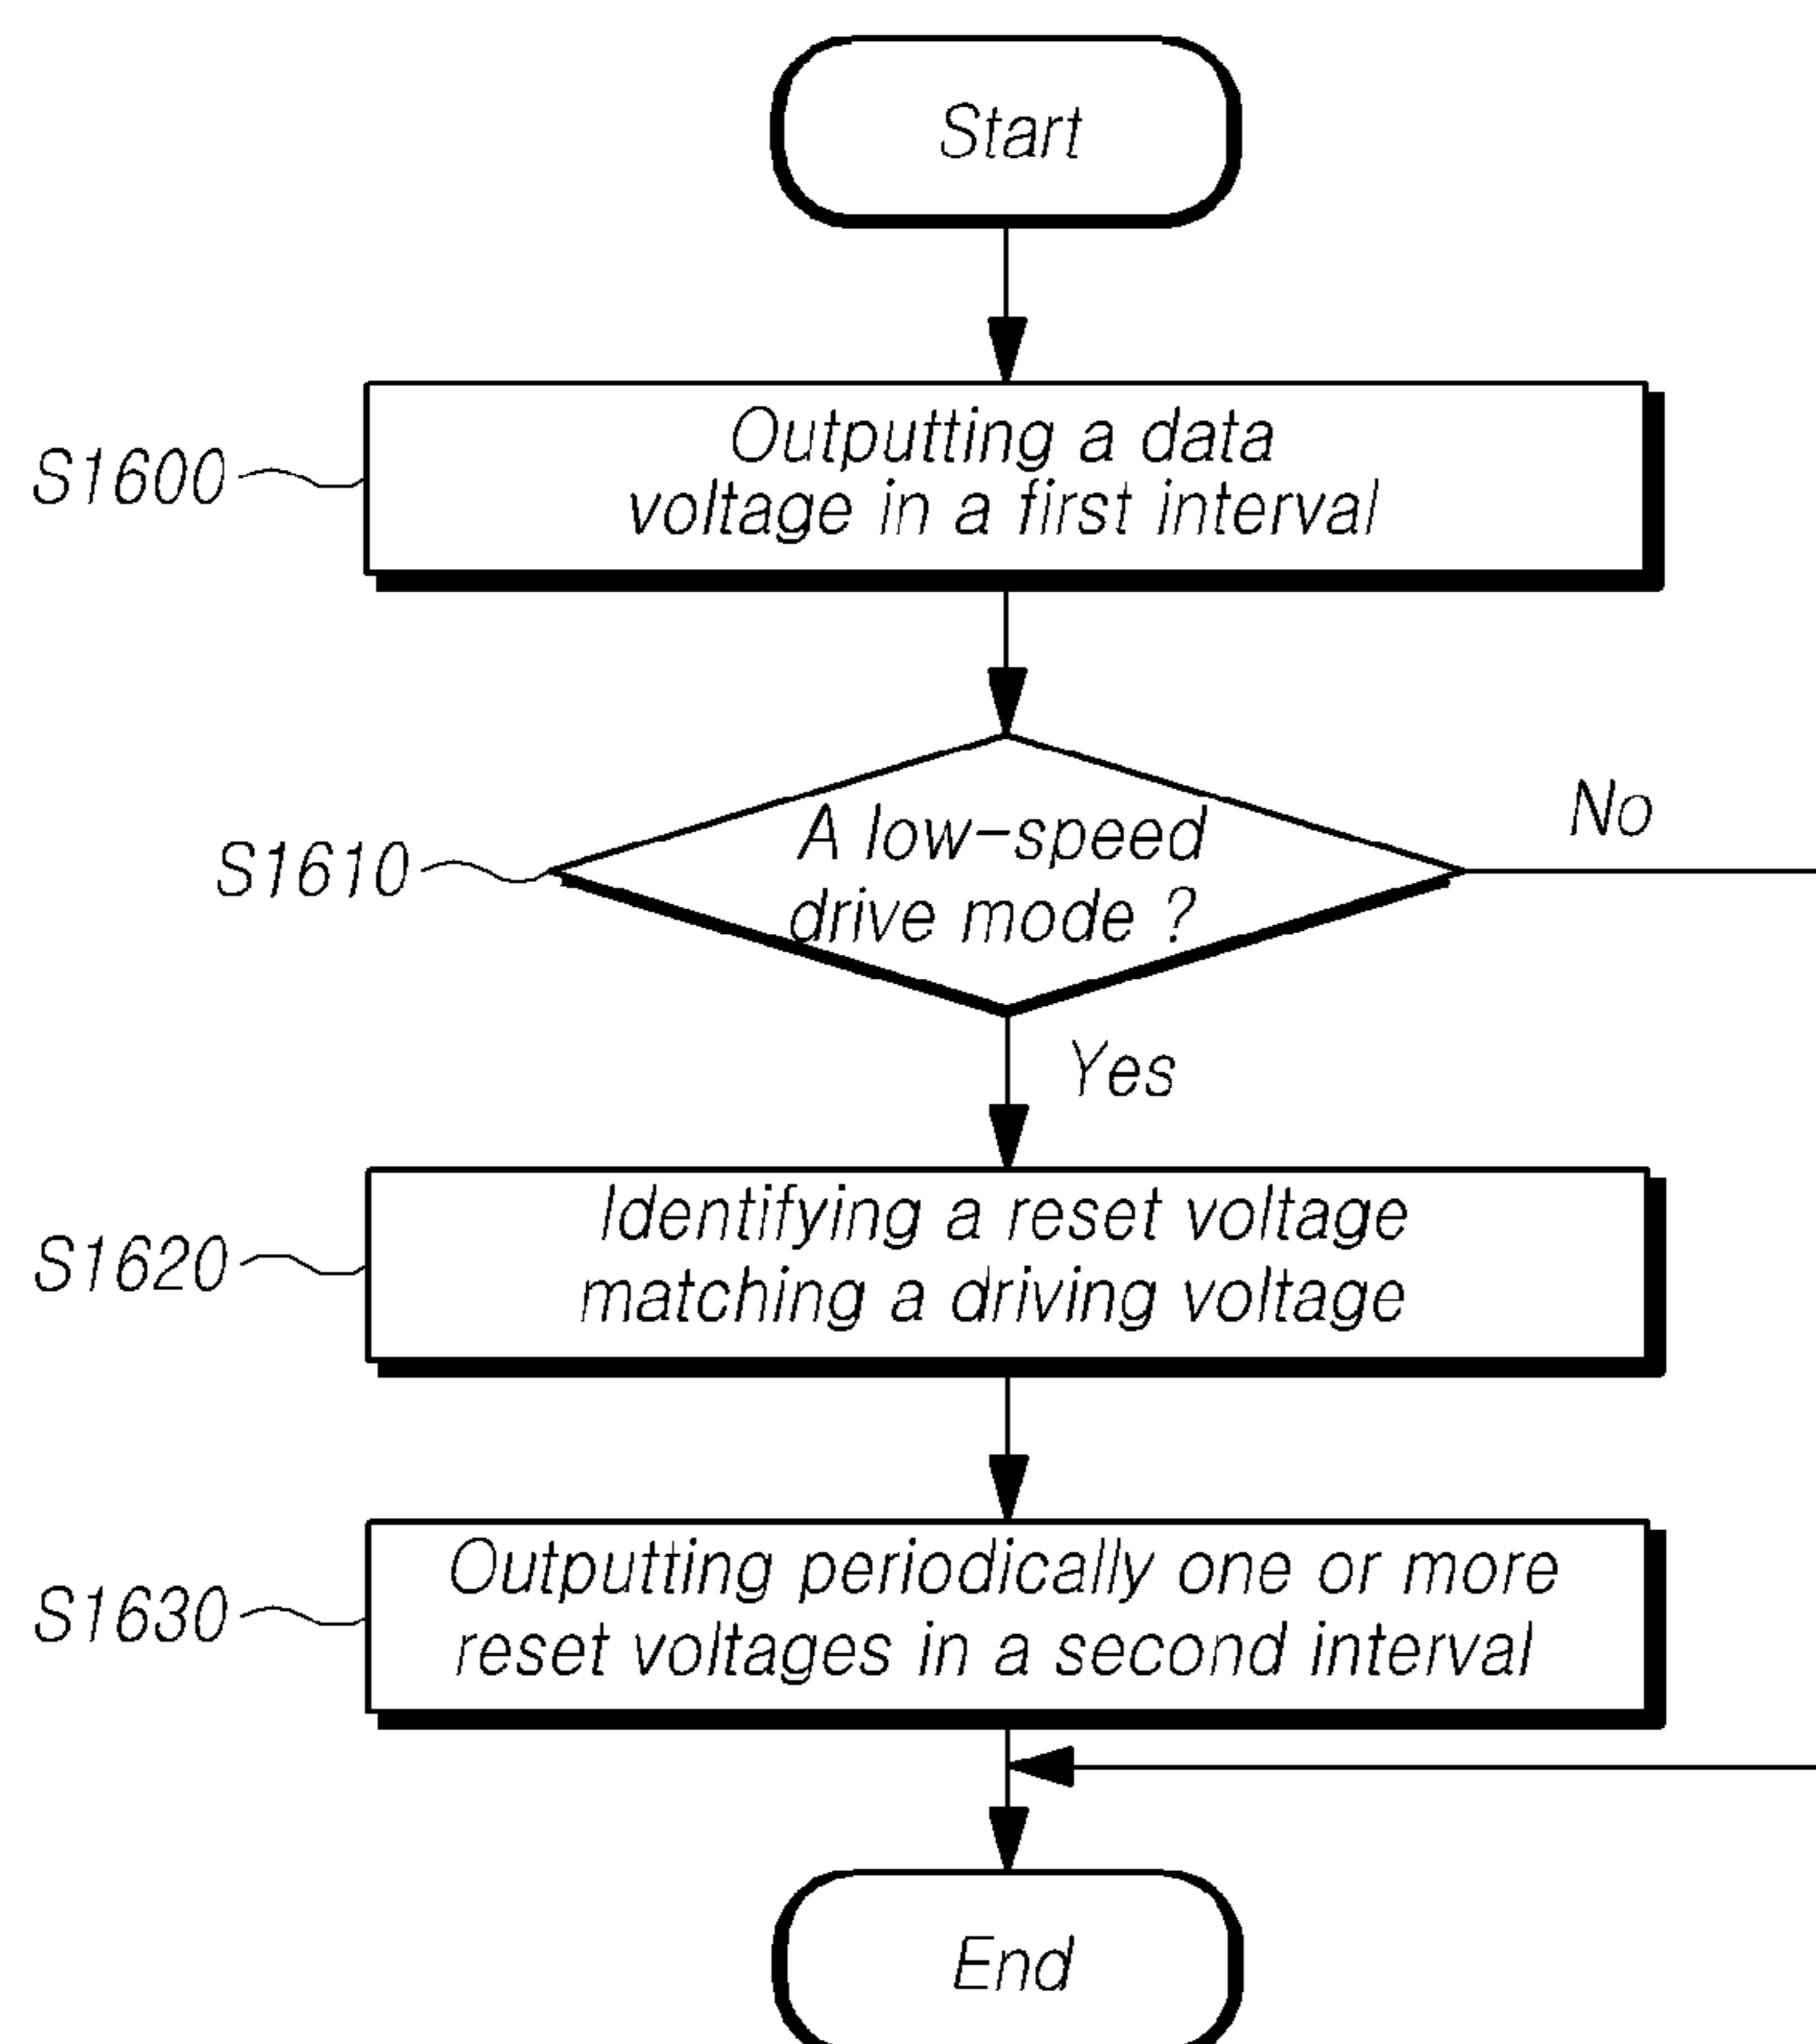 Start
S1600
Outputting a data
voltage in a first interval
S1610
A low-speed
drive mode ?
No
Yes
S1620
Identifying a reset voltage
matching a driving voltage
S1630
Outputting periodically one or more
reset voltages in a second interval
End